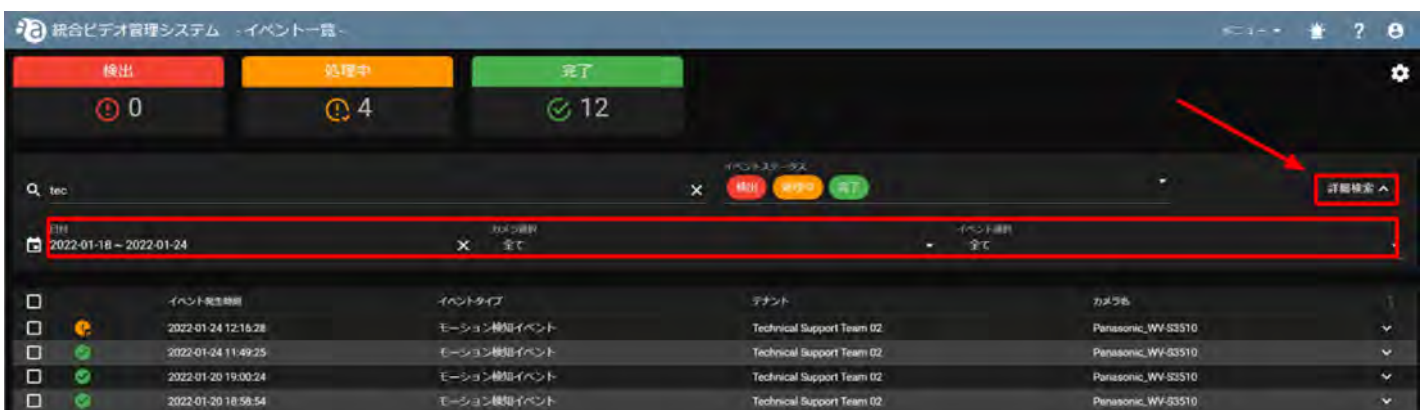 統合ビデオ管理システム -イベント一覧-
メニュー
検出 処理中 完了
0 4 12
イベントステータス
tec 検出 処理中 完了 詳細検索
日付 カメラ選択 イベント選択
2022-01-18 ~ 2022-01-24 全て 全て
イベント発生時刻 イベントタイプ テナント カメラ名
2022-01-24 12:16:28 モーション検知イベント Technical Support Team 02 Panasonic_WV-S3510
2022-01-24 11:49:25 モーション検知イベント Technical Support Team 02 Panasonic_WV-S3510
2022-01-20 19:00:24 モーション検知イベント Technical Support Team 02 Panasonic_WV-S3510
2022-01-20 18:58:54 モーション検知イベント Technical Support Team 02 Panasonic_WV-S3510